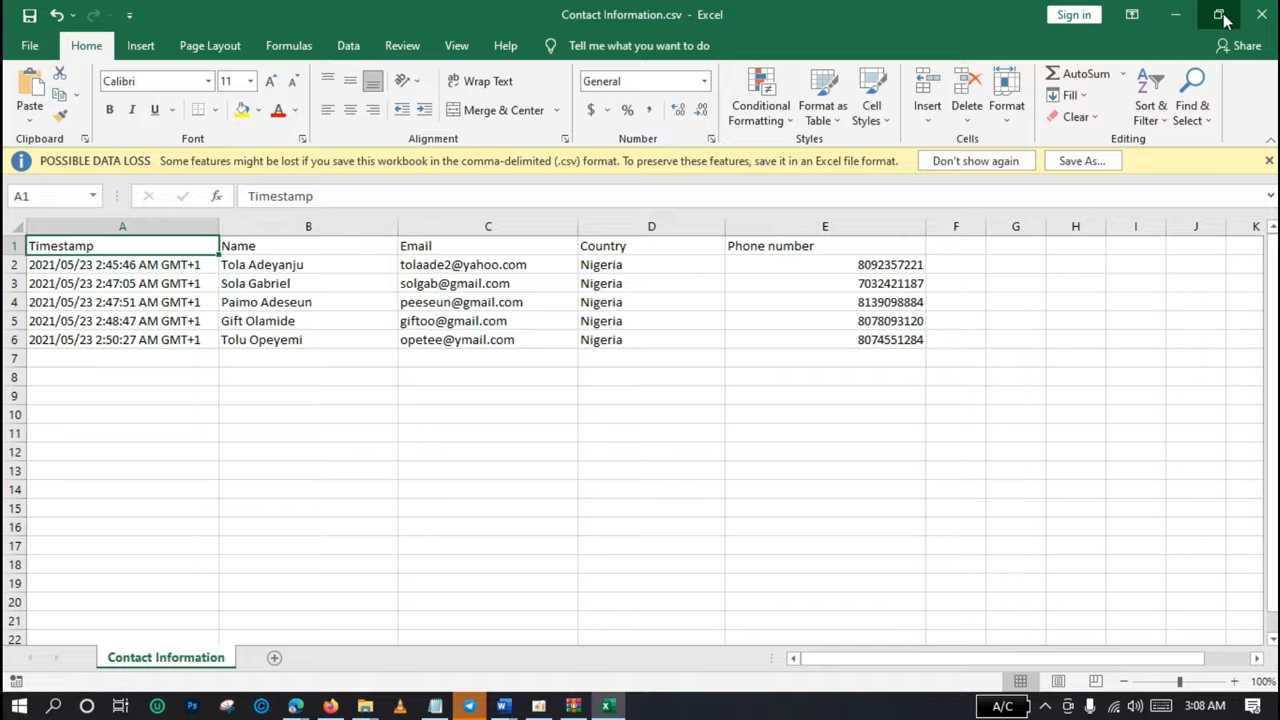 Contact Information.csv - Excel
Sign in
File Home Insert Page Layout Formulas Data Review View Help Tell me what you want to do Share
Paste
Clipboard
Calibri 11
B I U A
Font
Wrap Text
Merge & Center
Alignment
General
$ % ,
Number
Conditional Formatting
Format as Table
Cell Styles
Styles
Insert Delete Format
Cells
AutoSum
Fill
Clear
Sort & Filter
Find & Select
Editing
POSSIBLE DATA LOSS Some features might be lost if you save this workbook in the comma-delimited (.csv) format. To preserve these features, save it in an Excel file format. Don't show again Save As...
A1 fx Timestamp
A B C D E F G H I J K
1 Timestamp Name Email Country Phone number
2 2021/05/23 2:45:46 AM GMT+1 Tola Adeyanju tolaade2@yahoo.com Nigeria 8092357221
3 2021/05/23 2:47:05 AM GMT+1 Sola Gabriel solgab@gmail.com Nigeria 7032421187
4 2021/05/23 2:47:51 AM GMT+1 Paimo Adeseun peeseun@gmail.com Nigeria 8139098884
5 2021/05/23 2:48:47 AM GMT+1 Gift Olamide giftoo@gmail.com Nigeria 8078093120
6 2021/05/23 2:50:27 AM GMT+1 Tolu Opeyemi opetee@ymail.com Nigeria 8074551284
7
8
9
10
11
12
13
14
15
16
17
18
19
20
21
22
Contact Information
100%
A/C 3:08 AM